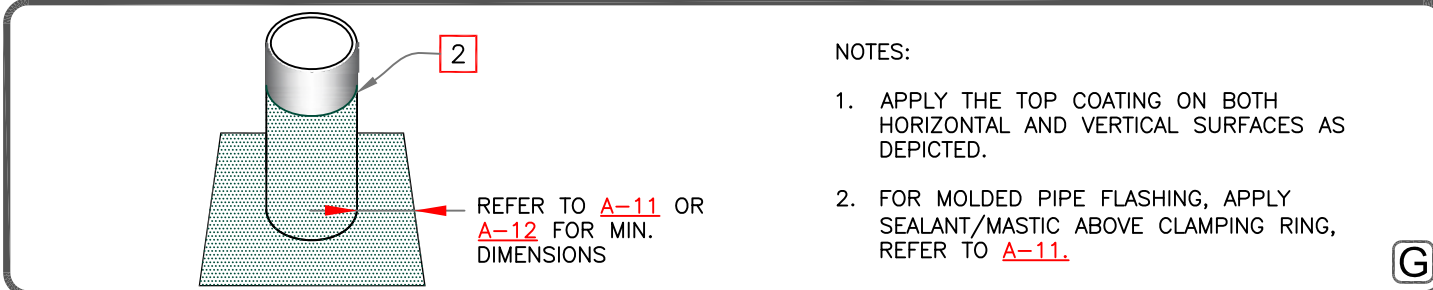 2
REFER TO A-11 OR
A-12 FOR MIN.
DIMENSIONS
NOTES:
1. APPLY THE TOP COATING ON BOTH
HORIZONTAL AND VERTICAL SURFACES AS
DEPICTED.
2. FOR MOLDED PIPE FLASHING, APPLY
SEALANT/MASTIC ABOVE CLAMPING RING,
REFER TO A-11.
G